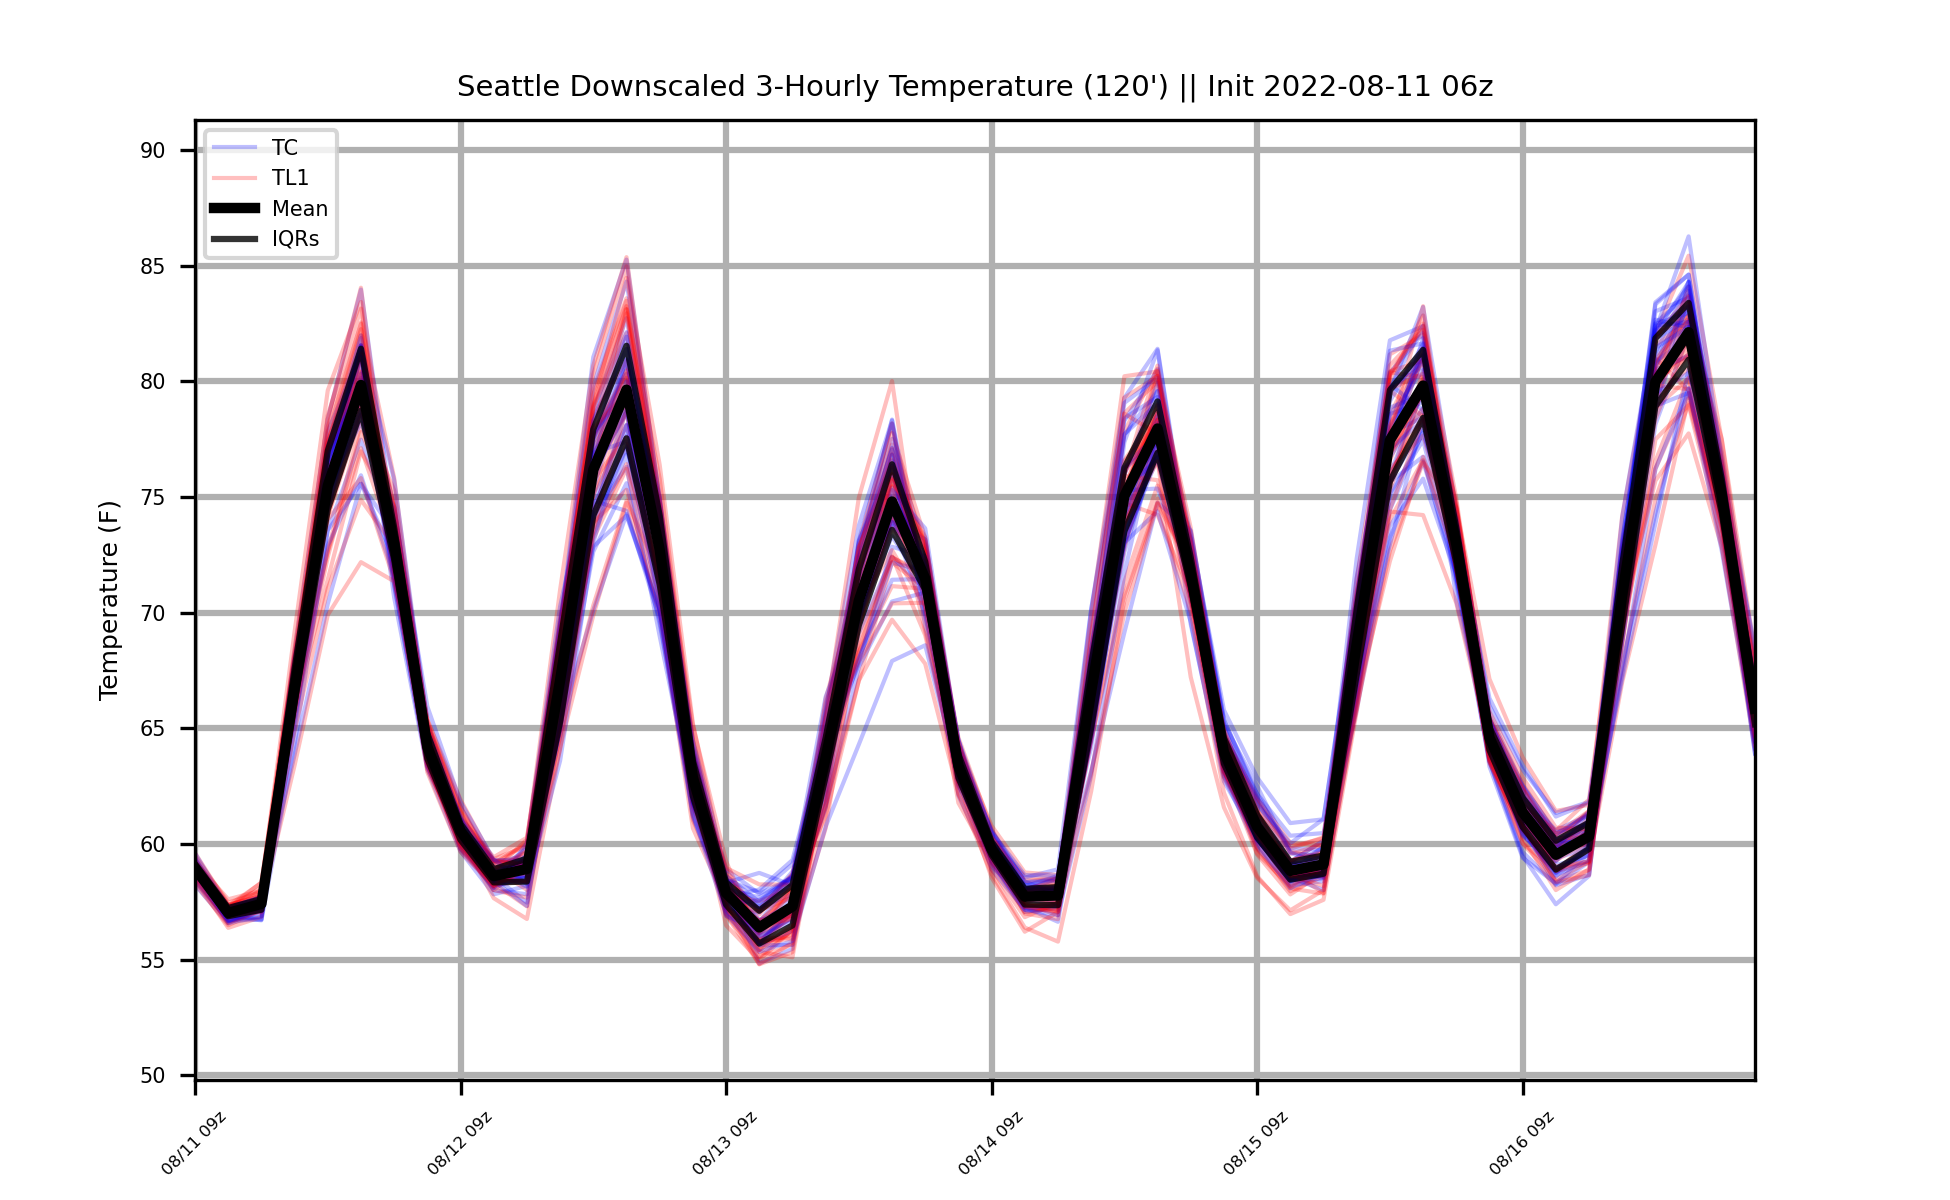 Seattle Downscaled 3-Hourly Temperature (120') || Init 2022-08-11 06z
TC
TL1
Mean
IQRs
Temperature (F)
90
85
80
75
70
65
60
55
50
08/11 09z
08/12 09z
08/13 09z
08/14 09z
08/15 09z
08/16 09z